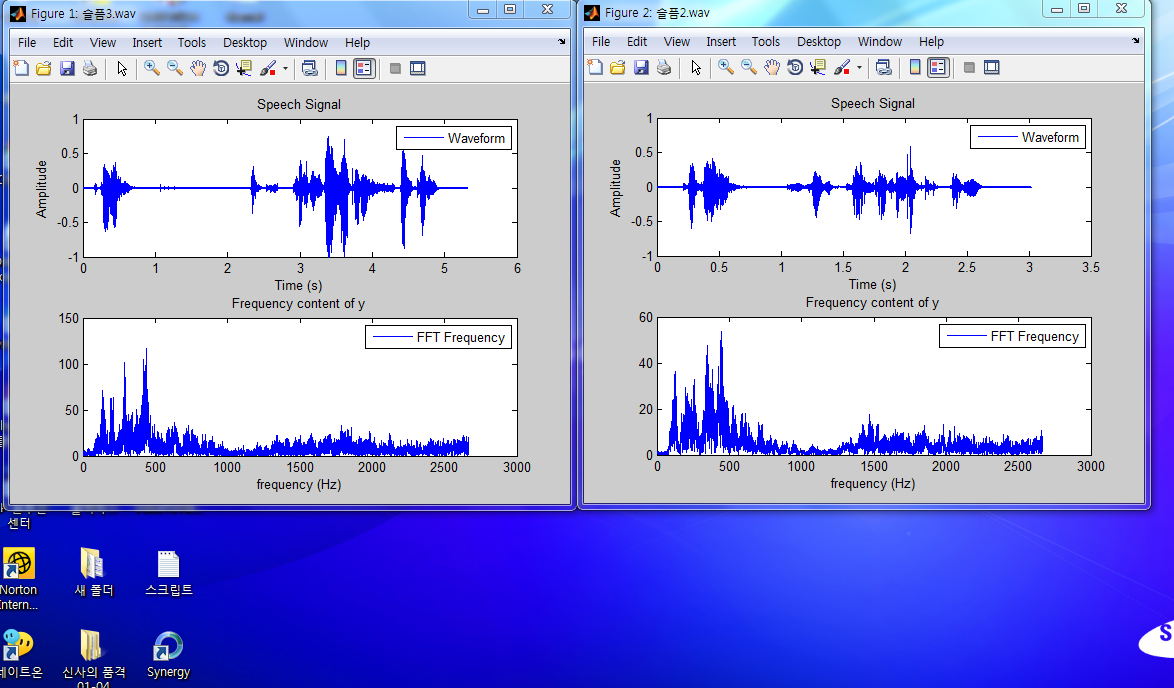 Figure 1: 슬픔3.wav
File Edit View Insert Tools Desktop Window Help
Speech Signal
Waveform
Amplitude
1
0.5
0
-0.5
-1
0 1 2 3 4 5 6
Time (s)
Frequency content of y
FFT Frequency
150
100
50
0
0 500 1000 1500 2000 2500 3000
frequency (Hz)
Figure 2: 슬픔2.wav
File Edit View Insert Tools Desktop Window Help
Speech Signal
Waveform
Amplitude
1
0.5
0
-0.5
-1
0 0.5 1 1.5 2 2.5 3 3.5
Time (s)
Frequency content of y
FFT Frequency
60
40
20
0
0 500 1000 1500 2000 2500 3000
frequency (Hz)
센터
Norton
Intern...
새 폴더
스크립트
네이트온
신사의 품격
01-04
Synergy
S